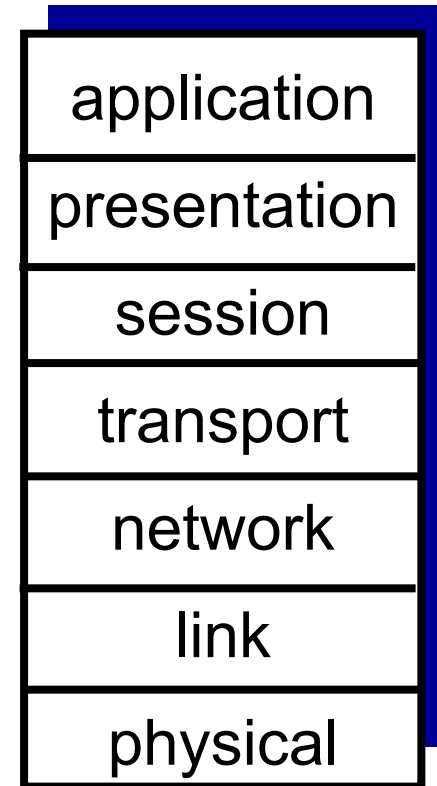 application
presentation
session
transport
network
link
physical